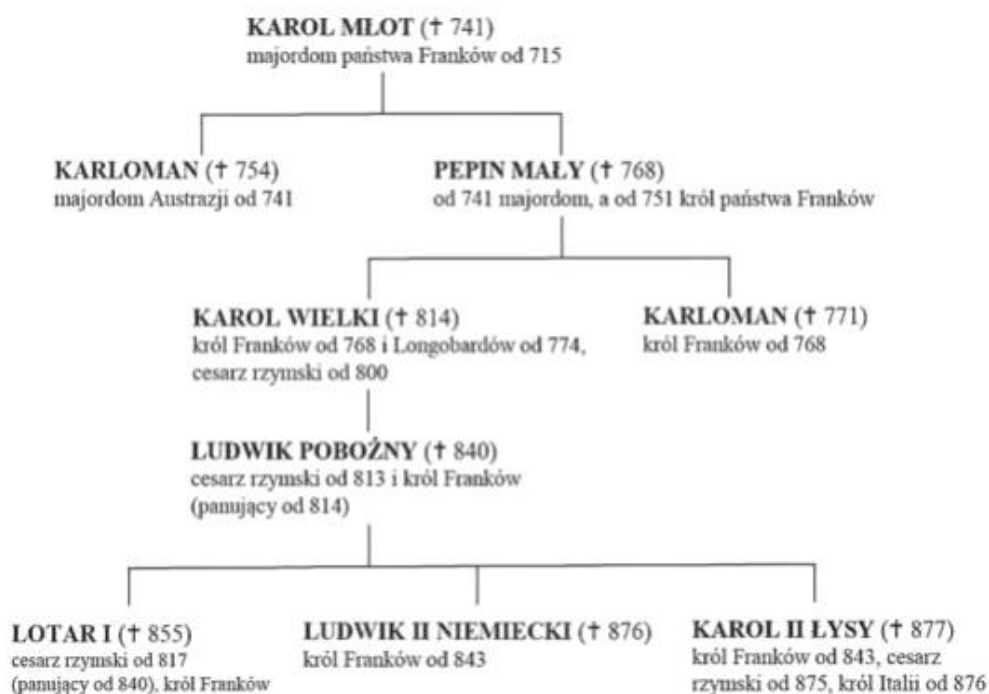 KAROL MŁOT († 741)
majordom państwa Franków od 715
KARLOMAN († 754)
majordom Austrazji od 741
PEPIN MAŁY († 768)
od 741 majordom, a od 751 król państwa Franków
KAROL WIELKI († 814)
król Franków od 768 i Longobardów od 774,
cesarz rzymski od 800
KARLOMAN († 771)
król Franków od 768
LUDWIK POBOŻNY († 840)
cesarz rzymski od 813 i król Franków
(panujący od 814)
LOTAR I († 855)
cesarz rzymski od 817
(panujący od 840), król Franków
LUDWIK II NIEMIECKI († 876)
król Franków od 843
KAROL II ŁYSY († 877)
król Franków od 843, cesarz
rzymski od 875, król Italii od 876